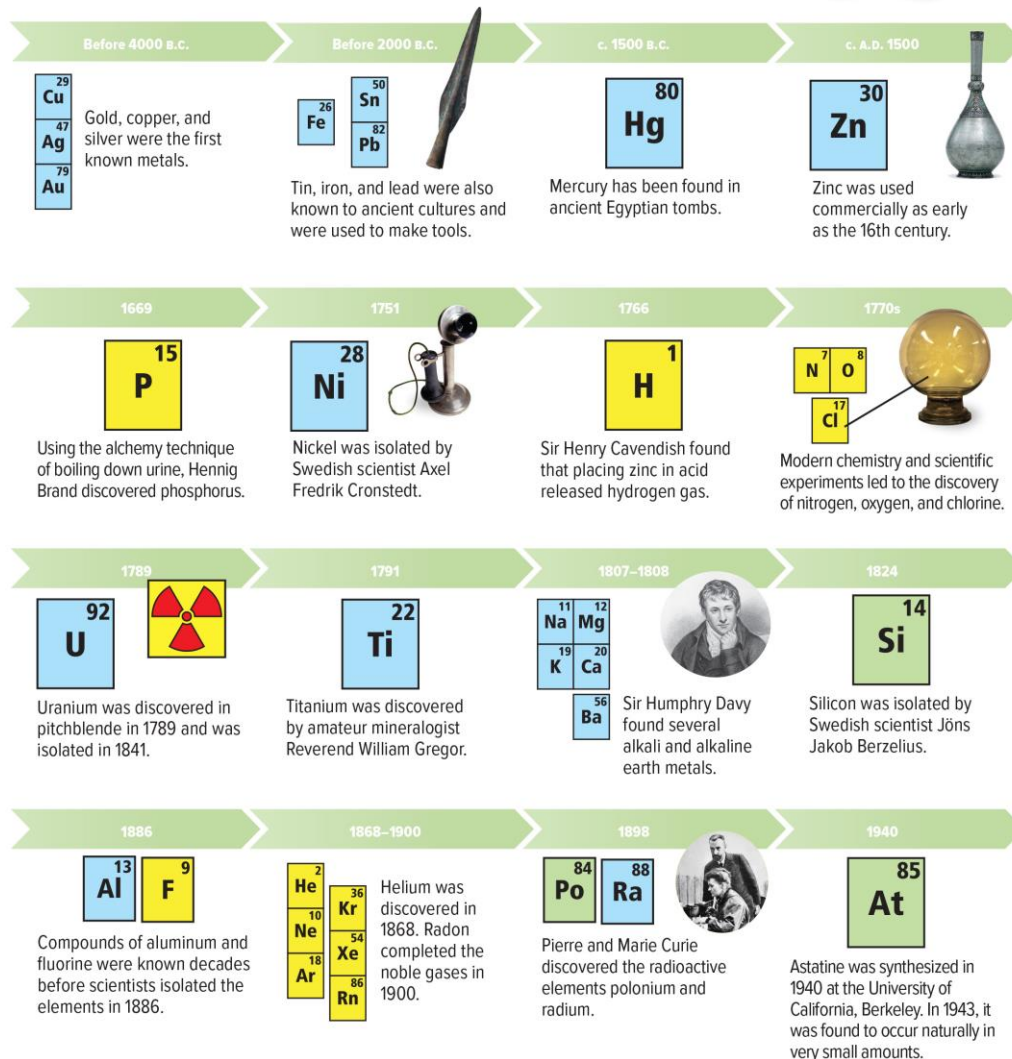 Before 4000 B.C.
29
Cu
47
Ag
79
Au
Gold, copper, and
silver were the first
known metals.
Before 2000 B.C.
26
Fe
50
Sn
82
Pb
Tin, iron, and lead were also
known to ancient cultures and
were used to make tools.
c. 1500 B.C.
80
Hg
Mercury has been found in
ancient Egyptian tombs.
c. A.D. 1500
30
Zn
Zinc was used
commercially as early
as the 16th century.
1669
15
P
Using the alchemy technique
of boiling down urine, Hennig
Brand discovered phosphorus.
1751
28
Ni
Nickel was isolated by
Swedish scientist Axel
Fredrik Cronstedt.
1766
1
H
Sir Henry Cavendish found
that placing zinc in acid
released hydrogen gas.
1770s
7 8
N O
17
Cl
Modern chemistry and scientific
experiments led to the discovery
of nitrogen, oxygen, and chlorine.
1789
92
U
Uranium was discovered in
pitchblende in 1789 and was
isolated in 1841.
1791
22
Ti
Titanium was discovered
by amateur mineralogist
Reverend William Gregor.
1807–1808
11 12
Na Mg
19 20
K Ca
56
Ba
Sir Humphry Davy
found several
alkali and alkaline
earth metals.
1824
14
Si
Silicon was isolated by
Swedish scientist Jöns
Jakob Berzelius.
1886
13 9
Al F
Compounds of aluminum and
fluorine were known decades
before scientists isolated the
elements in 1886.
1868–1900
2
He
10
Ne
18
Ar
36
Kr
54
Xe
86
Rn
Helium was
discovered in
1868. Radon
completed the
noble gases in
1900.
1898
84 88
Po Ra
Pierre and Marie Curie
discovered the radioactive
elements polonium and
radium.
1940
85
At
Astatine was synthesized in
1940 at the University of
California, Berkeley. In 1943, it
was found to occur naturally in
very small amounts.